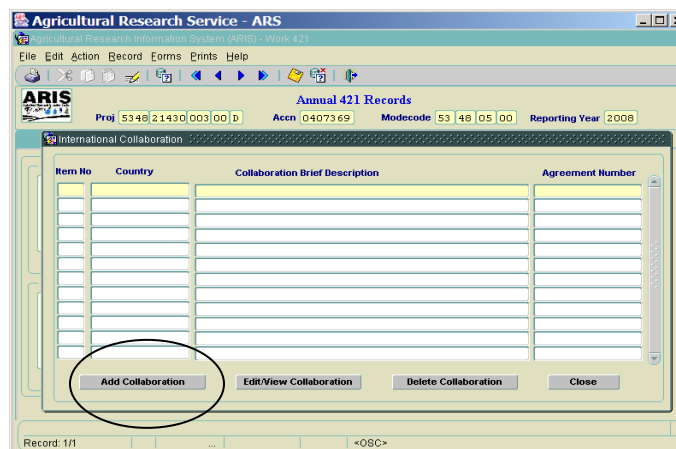 Agricultural Research Service - ARS
Agricultural Research Information System (ARIS) - Work 421
File Edit Action Record Forms Prints Help
ARIS
Annual 421 Records
Proj 5348 21430 003 00 D Accn 0407369 Modecode 53 48 05 00 Reporting Year 2008
International Collaboration
Item No Country Collaboration Brief Description Agreement Number
Add Collaboration Edit/View Collaboration Delete Collaboration Close
Record: 1/1 ... <OSC>